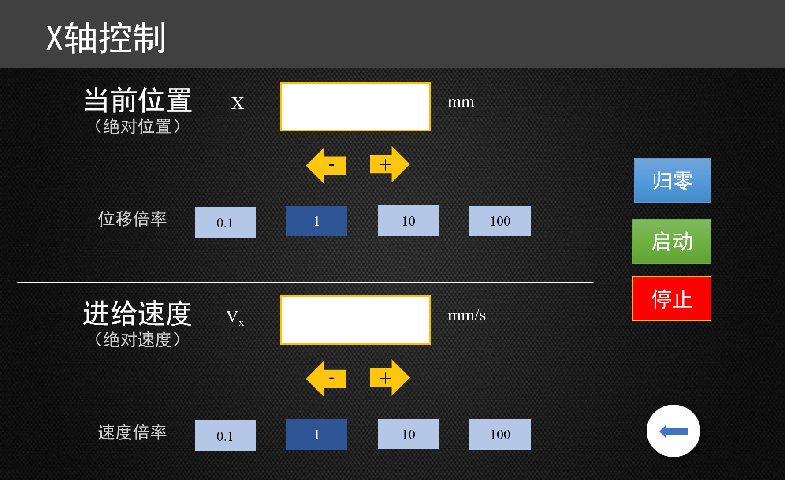 X轴控制
当前位置 X mm
（绝对位置）
- +
位移倍率 0.1 1 10 100
归零
启动
停止
进给速度 Vx mm/s
（绝对速度）
- +
速度倍率 0.1 1 10 100